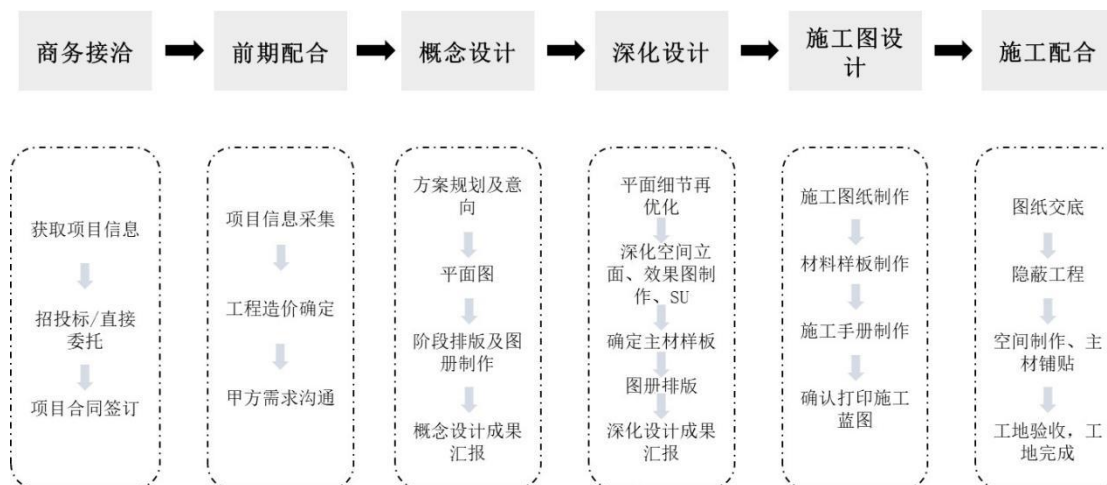 商务接洽
前期配合
概念设计
深化设计
施工图设
计
施工配合
获取项目信息
招投标/直接
委托
项目合同签订
项目信息采集
工程造价确定
甲方需求沟通
方案规划及意
向
平面图
阶段排版及图
册制作
概念设计成果
汇报
平面细节再
优化
深化空间立
面、效果图制
作、SU
确定主材样板
图册排版
深化设计成果
汇报
施工图纸制作
材料样板制作
施工手册制作
确认打印施工
蓝图
图纸交底
隐蔽工程
空间制作、主
材铺贴
工地验收，工
地完成